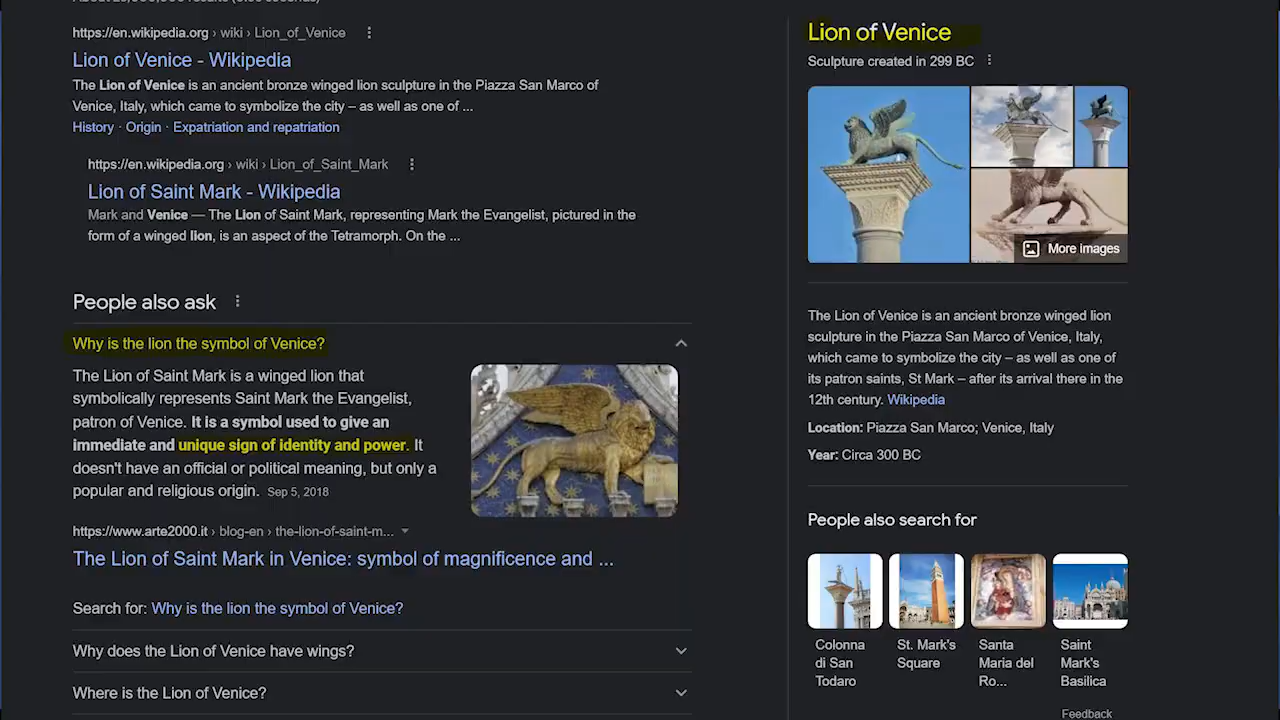 https://en.wikipedia.org › wiki › Lion_of_Venice
Lion of Venice - Wikipedia
The Lion of Venice is an ancient bronze winged lion sculpture in the Piazza San Marco of
Venice, Italy, which came to symbolize the city – as well as one of ...
History · Origin · Expatriation and repatriation
https://en.wikipedia.org › wiki › Lion_of_Saint_Mark
Lion of Saint Mark - Wikipedia
Mark and Venice — The Lion of Saint Mark, representing Mark the Evangelist, pictured in the
form of a winged lion, is an aspect of the Tetramorph. On the ...
People also ask
Why is the lion the symbol of Venice?
The Lion of Saint Mark is a winged lion that
symbolically represents Saint Mark the Evangelist,
patron of Venice. It is a symbol used to give an
immediate and unique sign of identity and power. It
doesn't have an official or political meaning, but only a
popular and religious origin. Sep 5, 2018
https://www.arte2000.it › blog-en › the-lion-of-saint-m...
The Lion of Saint Mark in Venice: symbol of magnificence and ...
Search for: Why is the lion the symbol of Venice?
Why does the Lion of Venice have wings?
Where is the Lion of Venice?
Lion of Venice
Sculpture created in 299 BC
More images
The Lion of Venice is an ancient bronze winged lion
sculpture in the Piazza San Marco of Venice, Italy,
which came to symbolize the city – as well as one of
its patron saints, St Mark – after its arrival there in the
12th century. Wikipedia
Location: Piazza San Marco; Venice, Italy
Year: Circa 300 BC
People also search for
Colonna
di San
Todaro
St. Mark's
Square
Santa
Maria del
Ro...
Saint
Mark's
Basilica
Feedback